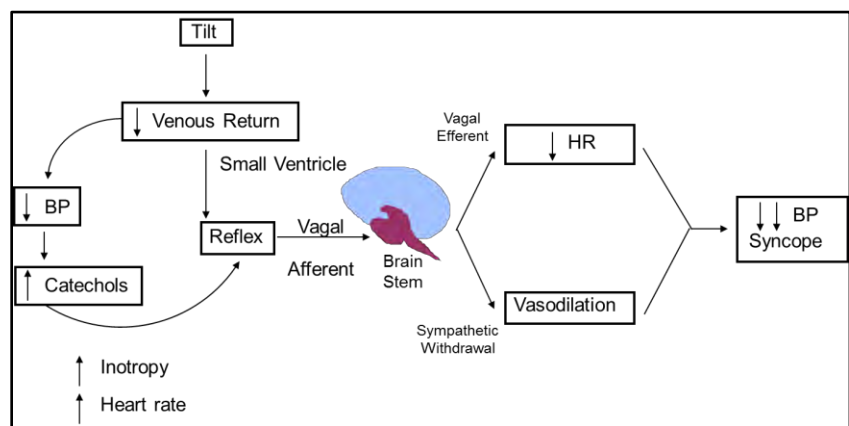 Tilt
↓ Venous Return
Small Ventricle
↓ BP
↑ Catechols
Reflex
Vagal
Afferent
Brain
Stem
Vagal
Efferent
↓ HR
Vasodilation
Sympathetic
Withdrawal
↓↓ BP
Syncope
↑ Inotropy
↑ Heart rate